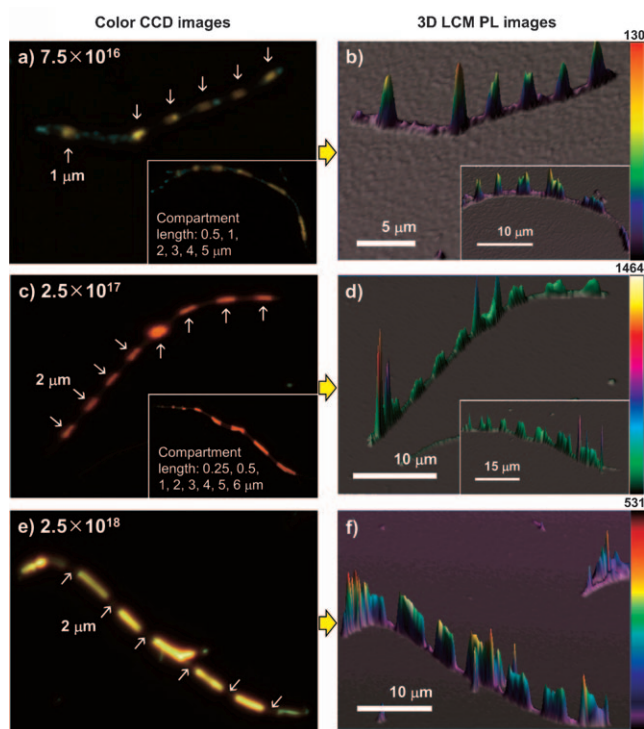 Color CCD images
3D LCM PL images
a) 7.5×10¹⁶
1 μm
Compartment
length: 0.5, 1,
2, 3, 4, 5 μm
b)
130
5 μm
10 μm
c) 2.5×10¹⁷
2 μm
Compartment
length: 0.25, 0.5,
1, 2, 3, 4, 5, 6 μm
d)
1464
10 μm
15 μm
e) 2.5×10¹⁸
2 μm
f)
531
10 μm